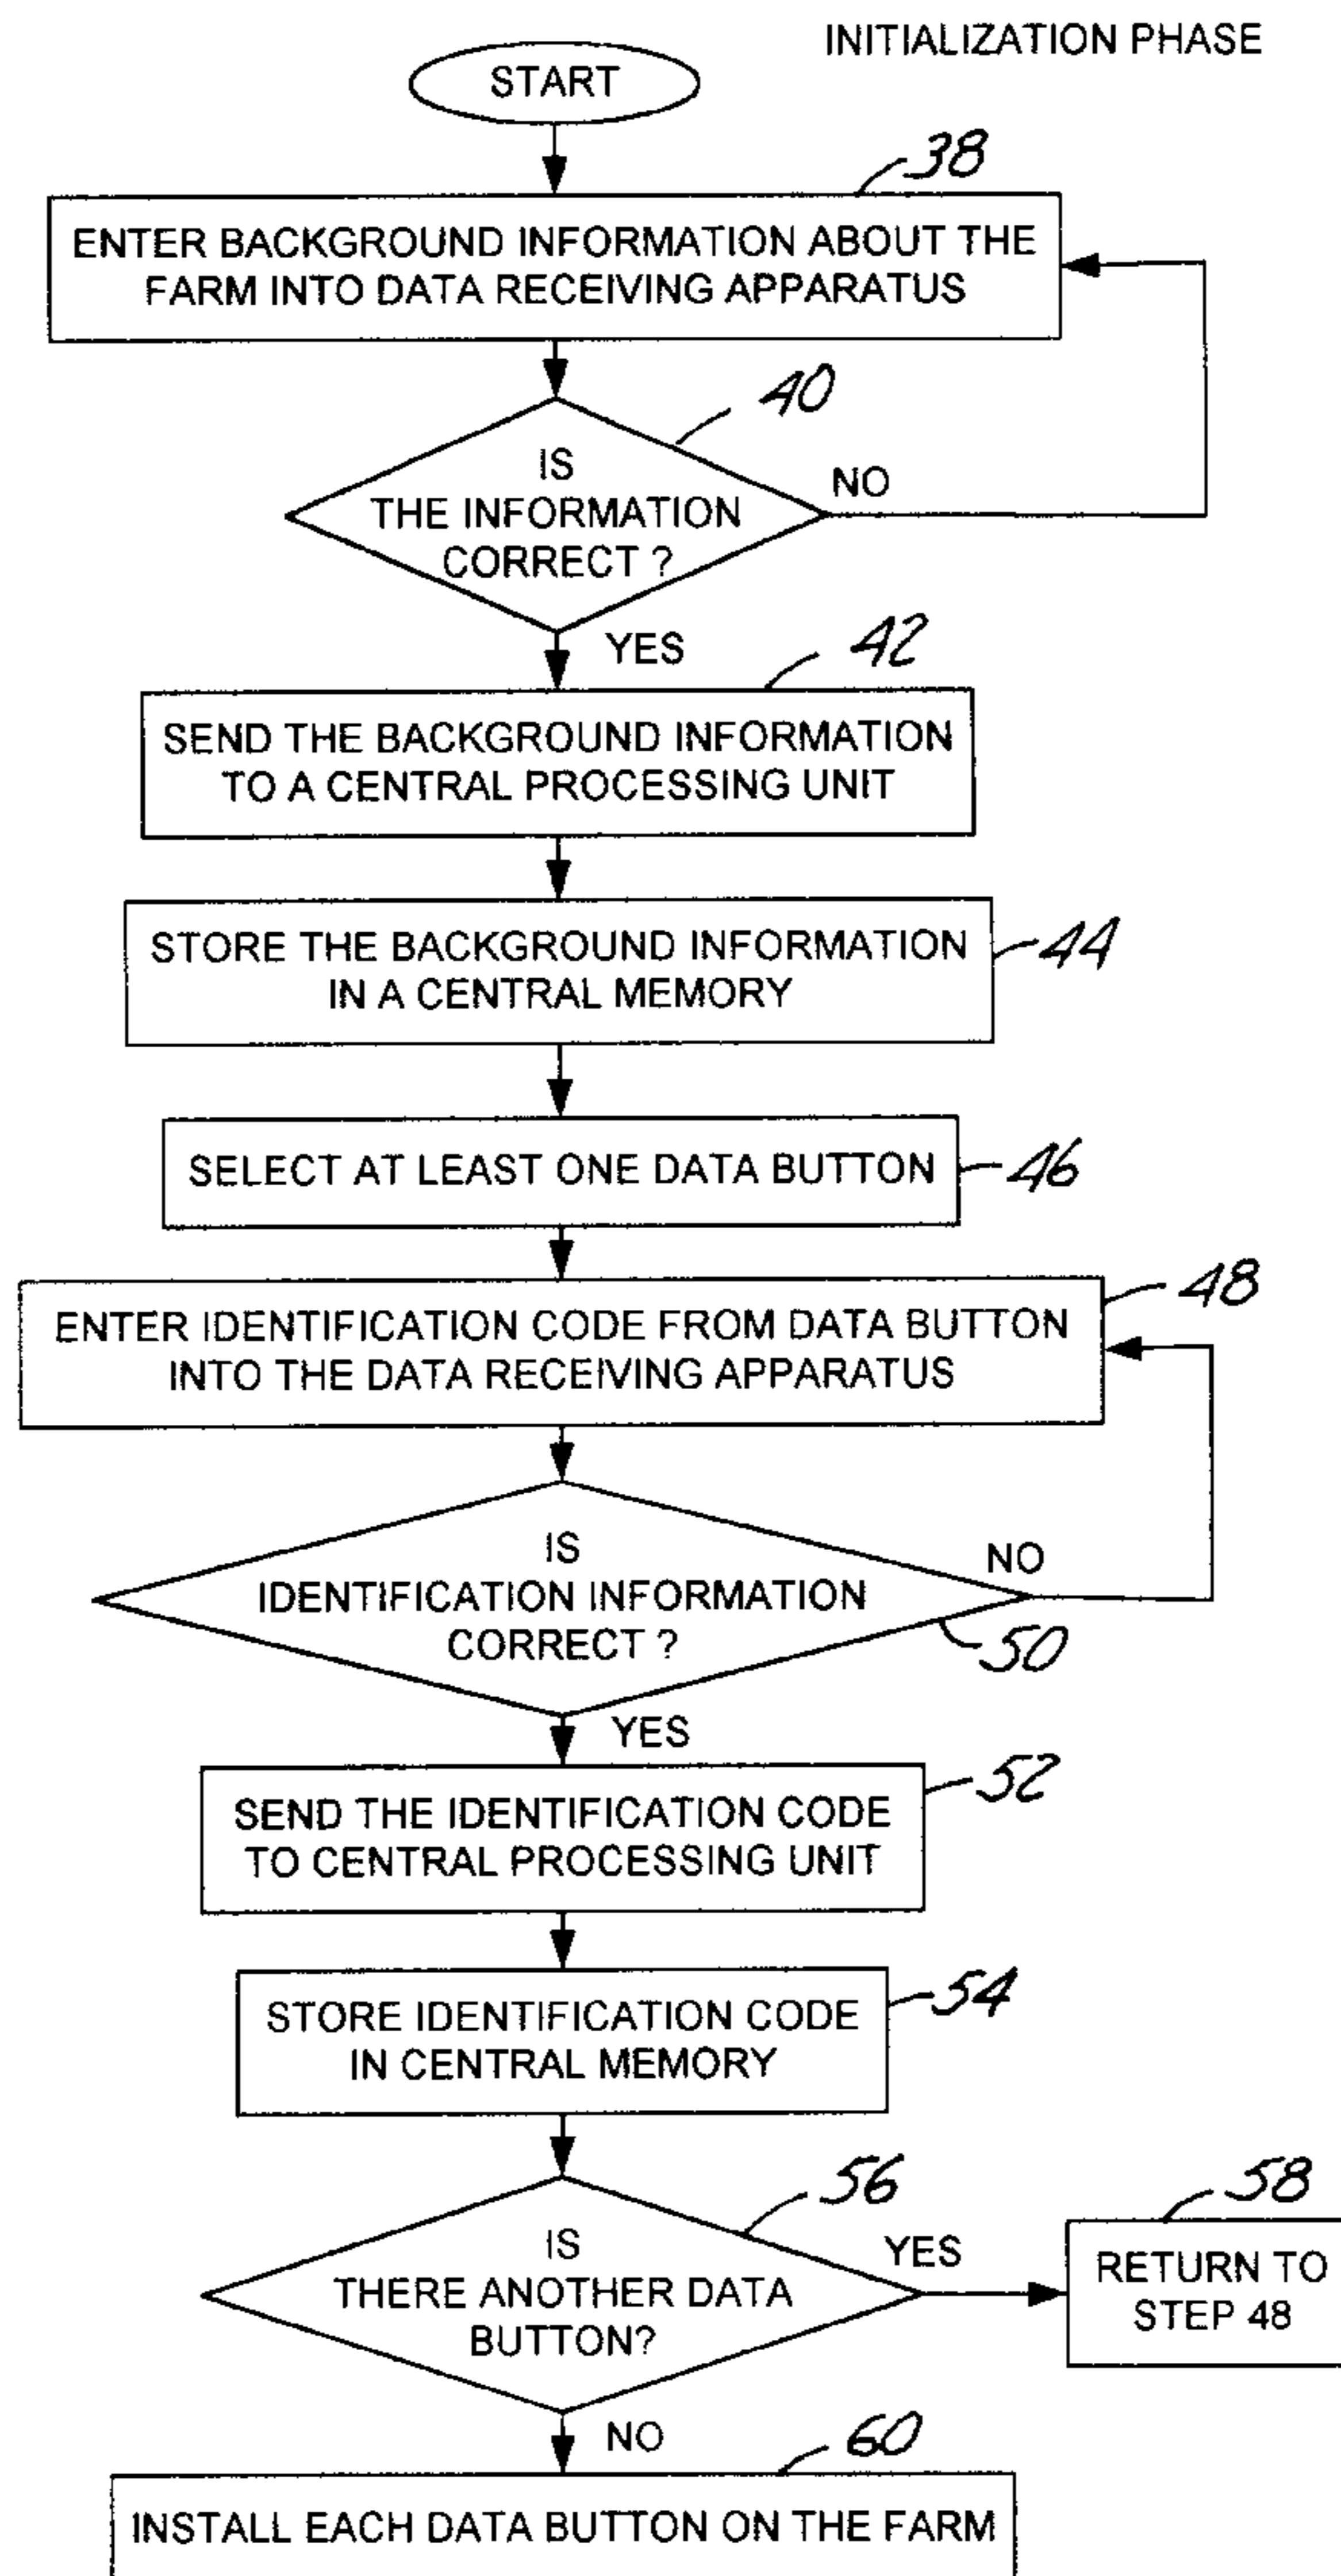 INITIALIZATION PHASE
START
38
ENTER BACKGROUND INFORMATION ABOUT THE
FARM INTO DATA RECEIVING APPARATUS
40
IS
THE INFORMATION
CORRECT ?
NO
YES
42
SEND THE BACKGROUND INFORMATION
TO A CENTRAL PROCESSING UNIT
STORE THE BACKGROUND INFORMATION
IN A CENTRAL MEMORY
44
SELECT AT LEAST ONE DATA BUTTON
46
48
ENTER IDENTIFICATION CODE FROM DATA BUTTON
INTO THE DATA RECEIVING APPARATUS
IS
IDENTIFICATION INFORMATION
CORRECT ?
NO
50
YES
52
SEND THE IDENTIFICATION CODE
TO CENTRAL PROCESSING UNIT
54
STORE IDENTIFICATION CODE
IN CENTRAL MEMORY
56
IS
THERE ANOTHER DATA
BUTTON?
YES
58
RETURN TO
STEP 48
NO
60
INSTALL EACH DATA BUTTON ON THE FARM